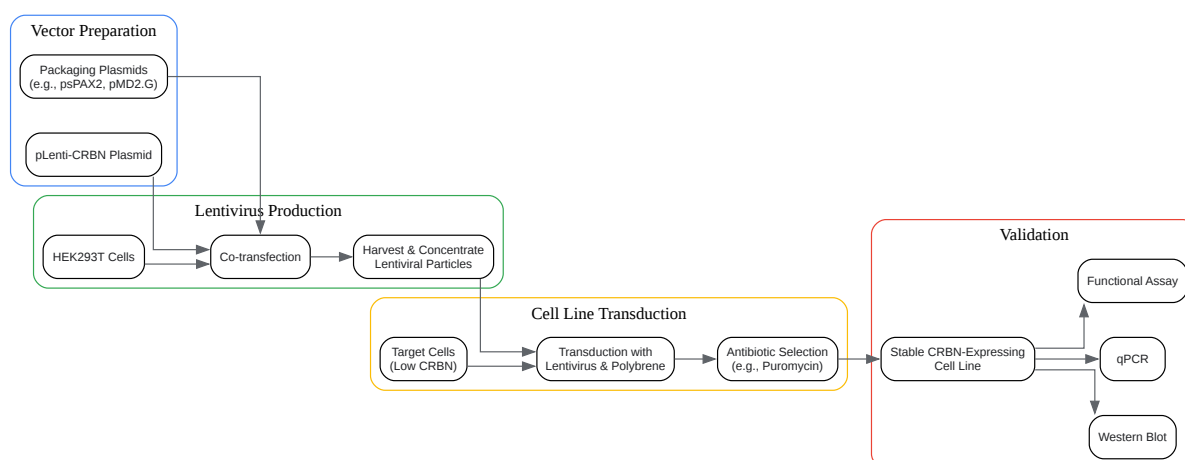 Vector Preparation
Packaging Plasmids
(e.g., psPAX2, pMD2.G)
pLenti-CRBN Plasmid
Lentivirus Production
HEK293T Cells
Co-transfection
Harvest & Concentrate
Lentiviral Particles
Cell Line Transduction
Target Cells
(Low CRBN)
Transduction with
Lentivirus & Polybrene
Antibiotic Selection
(e.g., Puromycin)
Validation
Stable CRBN-Expressing
Cell Line
Functional Assay
qPCR
Western Blot